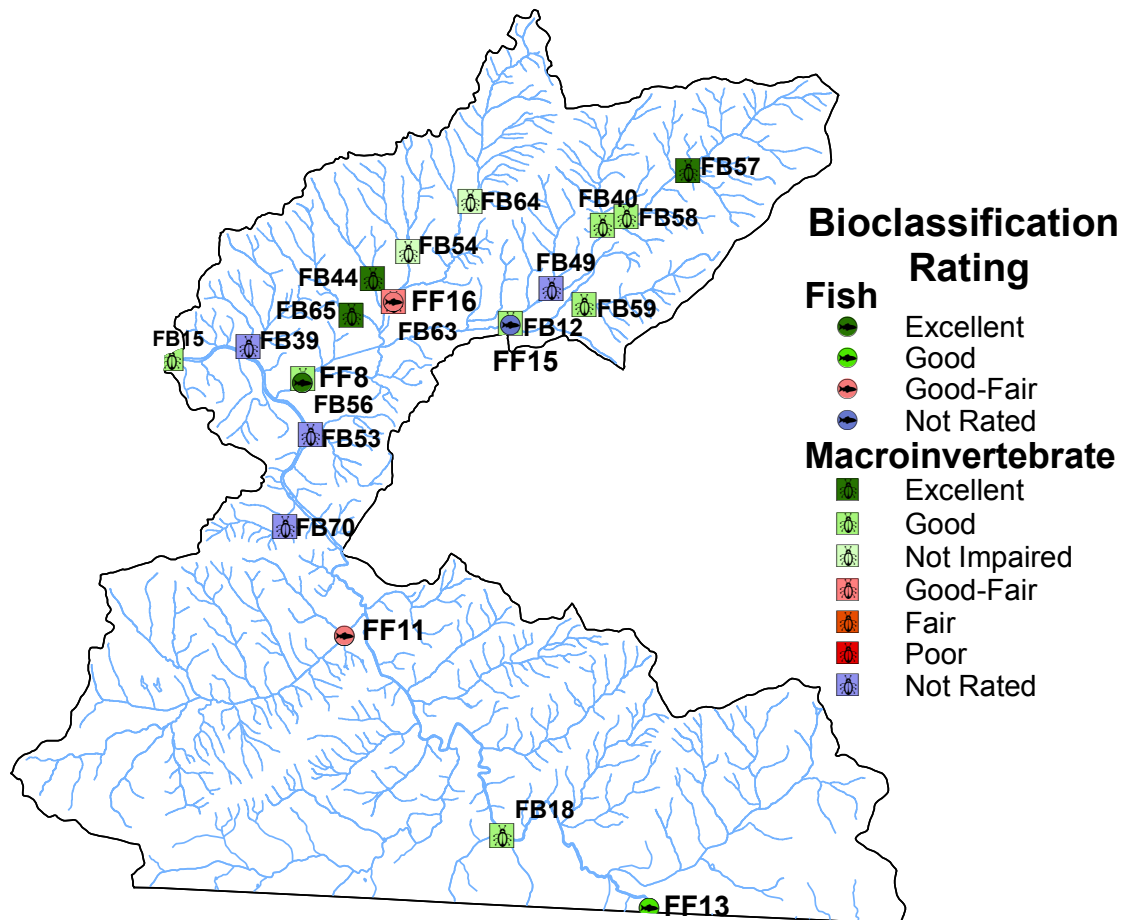 FB57
FB64
FB40
FB58
FB54
FB49
FB44
FF16
FB59
FB65
FB63
FB12
FB15
FB39
FF15
FF8
FB56
FB53
FB70
FF11
FB18
FF13
Bioclassification
Rating
Fish
Excellent
Good
Good-Fair
Not Rated
Macroinvertebrate
Excellent
Good
Not Impaired
Good-Fair
Fair
Poor
Not Rated